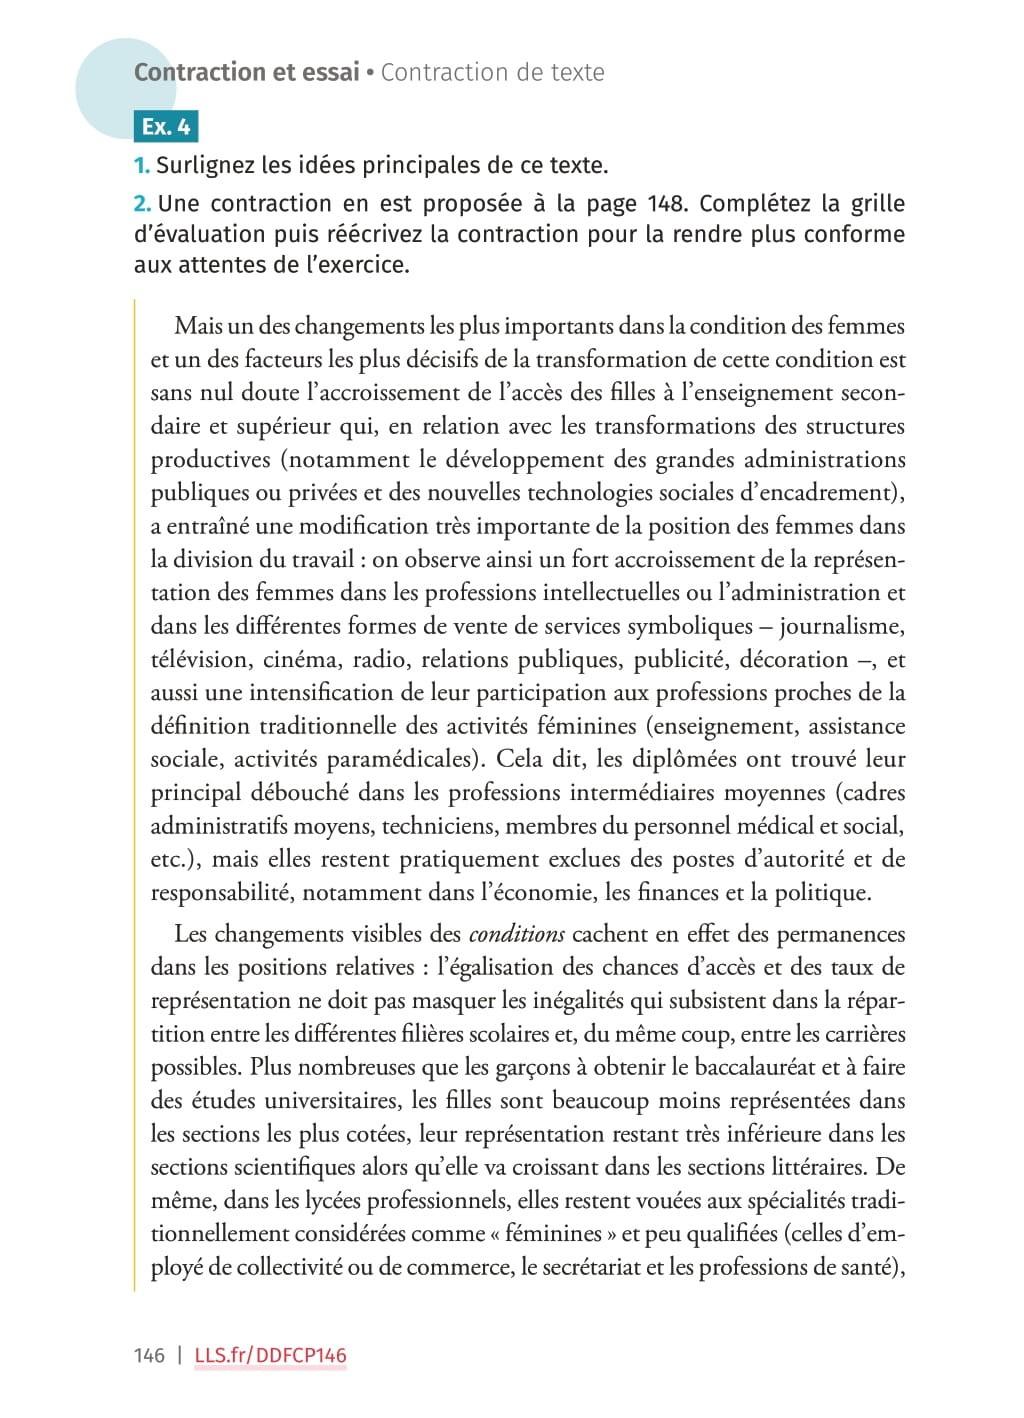 Contraction et essai • Contraction de texte
Ex. 4
1. Surlignez les idées principales de ce texte.
2. Une contraction en est proposée à la page 148. Complétez la grille
d’évaluation puis réécrivez la contraction pour la rendre plus conforme
aux attentes de l’exercice.
Mais un des changements les plus importants dans la condition des femmes
et un des facteurs les plus décisifs de la transformation de cette condition est
sans nul doute l’accroissement de l’accès des filles à l’enseignement secon-
daire et supérieur qui, en relation avec les transformations des structures
productives (notamment le développement des grandes administrations
publiques ou privées et des nouvelles technologies sociales d’encadrement),
a entraîné une modification très importante de la position des femmes dans
la division du travail : on observe ainsi un fort accroissement de la représen-
tation des femmes dans les professions intellectuelles ou l’administration et
dans les différentes formes de vente de services symboliques – journalisme,
télévision, cinéma, radio, relations publiques, publicité, décoration –, et
aussi une intensification de leur participation aux professions proches de la
définition traditionnelle des activités féminines (enseignement, assistance
sociale, activités paramédicales). Cela dit, les diplômées ont trouvé leur
principal débouché dans les professions intermédiaires moyennes (cadres
administratifs moyens, techniciens, membres du personnel médical et social,
etc.), mais elles restent pratiquement exclues des postes d’autorité et de
responsabilité, notamment dans l’économie, les finances et la politique.
Les changements visibles des conditions cachent en effet des permanences
dans les positions relatives : l’égalisation des chances d’accès et des taux de
représentation ne doit pas masquer les inégalités qui subsistent dans la répar-
tition entre les différentes filières scolaires et, du même coup, entre les carrières
possibles. Plus nombreuses que les garçons à obtenir le baccalauréat et à faire
des études universitaires, les filles sont beaucoup moins représentées dans
les sections les plus cotées, leur représentation restant très inférieure dans les
sections scientifiques alors qu’elle va croissant dans les sections littéraires. De
même, dans les lycées professionnels, elles restent vouées aux spécialités tradi-
tionnellement considérées comme « féminines » et peu qualifiées (celles d’em-
ployé de collectivité ou de commerce, le secrétariat et les professions de santé),
146 | LLS.fr/DDFCP146